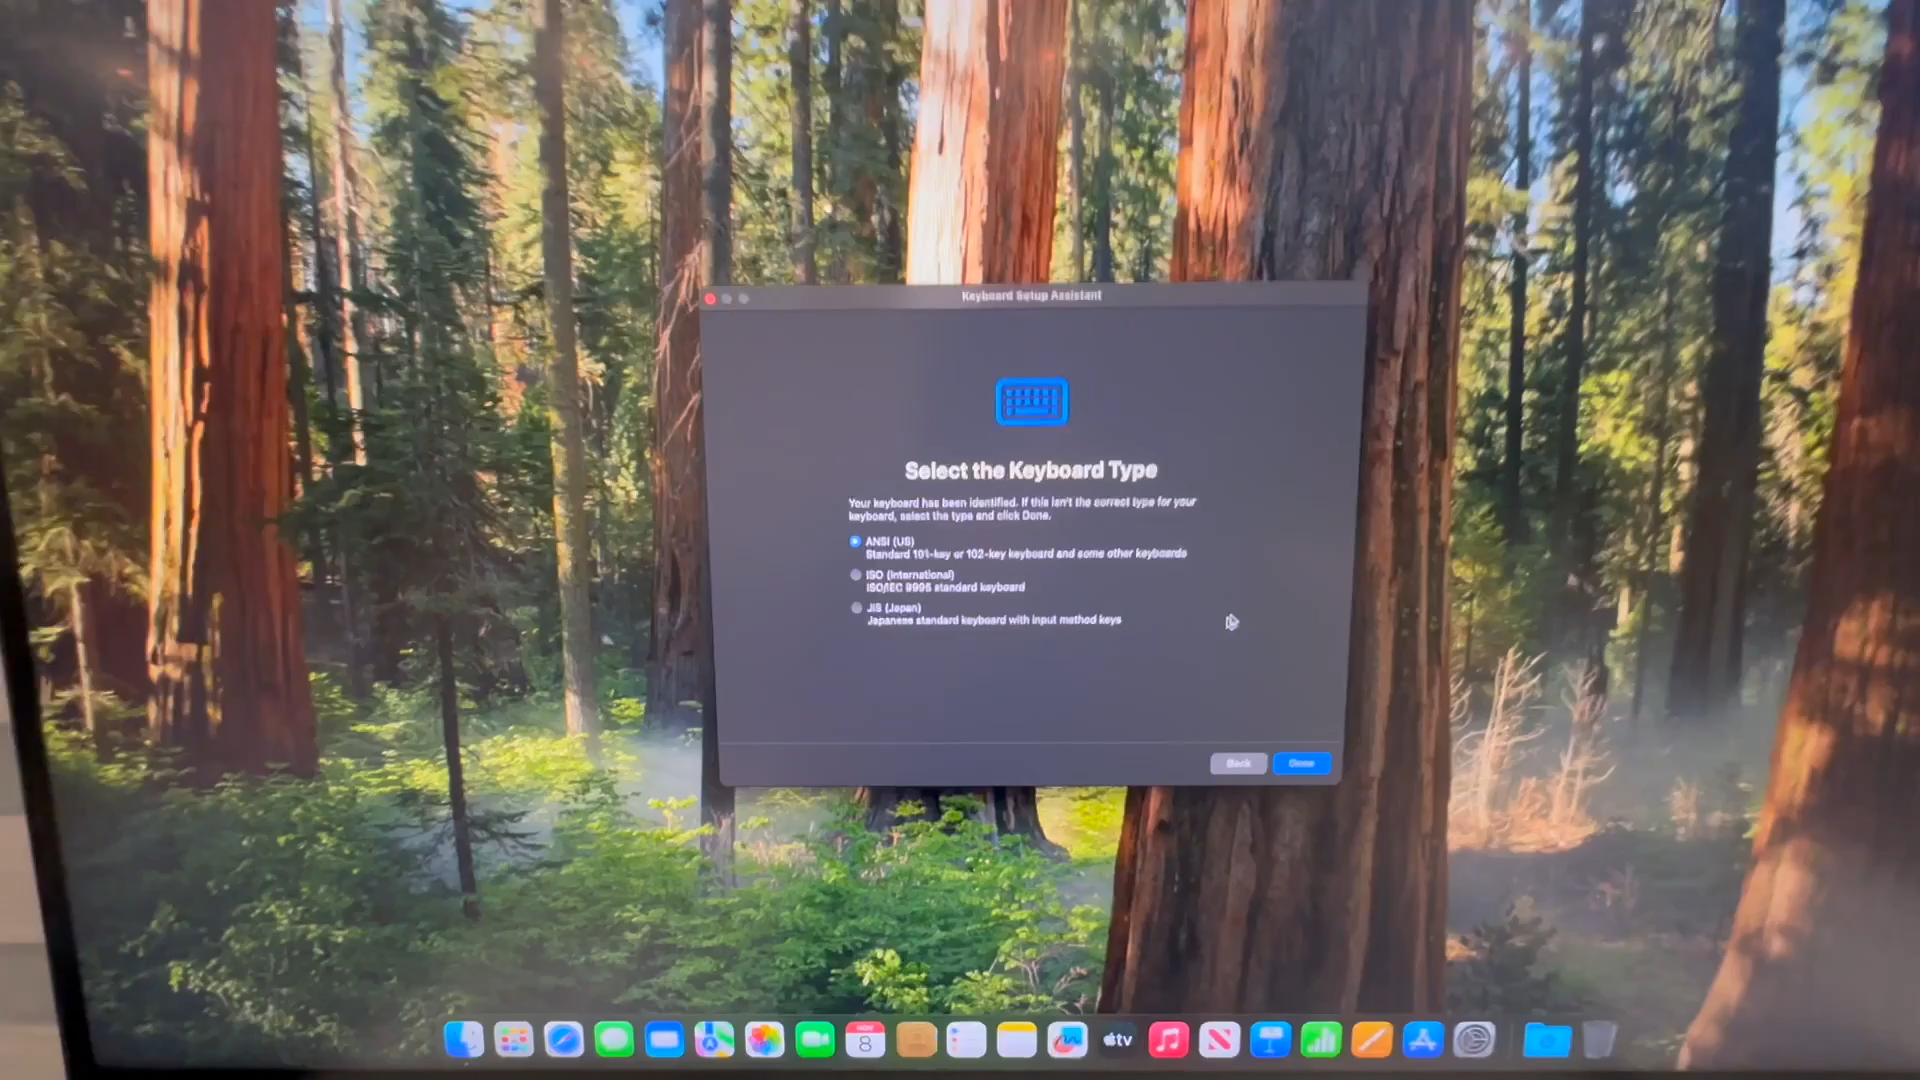 Keyboard Setup Assistant
Select the Keyboard Type
Your keyboard has been identified. If this isn't the correct type for your
keyboard, select the type and click Done.
ANSI (US)
Standard 101-key or 102-key keyboard and some other keyboards
ISO (International)
ISO/IEC 9995 standard keyboard
JIS (Japan)
Japanese standard keyboard with input method keys
Back
Done
NOV
8
tv